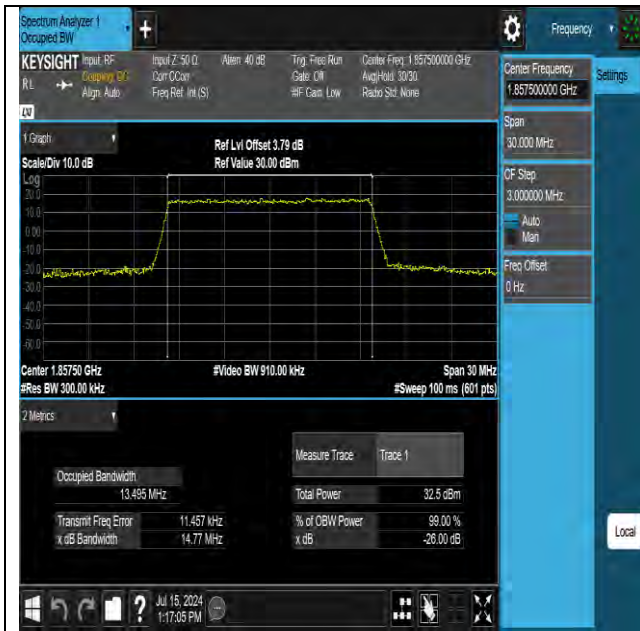 Spectrum Analyzer 1
Occupied BW
+
Frequency
KEYSIGHT
Input: RF
Coupling: DC
Align: Auto
Input Z: 50 Ω
Corr CCorr
Freq Ref: Int (S)
Atten: 40 dB
Trig: Free Run
Gate: Off
#IF Gain: Low
Center Freq: 1.857500000 GHz
Avg|Hold: 30/30
Radio Std: None
RL
LXI
Center Frequency
1.857500000 GHz
Settings
Span
30.000 MHz
CF Step
3.000000 MHz
Auto
Man
Freq Offset
0 Hz
Local
1 Graph
Scale/Div 10.0 dB
Ref Lvl Offset 3.79 dB
Ref Value 30.00 dBm
Log
20.0
10.0
0.00
-10.0
-20.0
-30.0
-40.0
-50.0
-60.0
Center 1.85750 GHz
#Video BW 910.00 kHz
Span 30 MHz
#Res BW 300.00 kHz
#Sweep 100 ms (601 pts)
2 Metrics
Measure Trace
Trace 1
Occupied Bandwidth
13.495 MHz
Total Power
32.5 dBm
Transmit Freq Error
11.457 kHz
% of OBW Power
99.00 %
x dB Bandwidth
14.77 MHz
x dB
-26.00 dB
?
Jul 15, 2024
1:17:05 PM